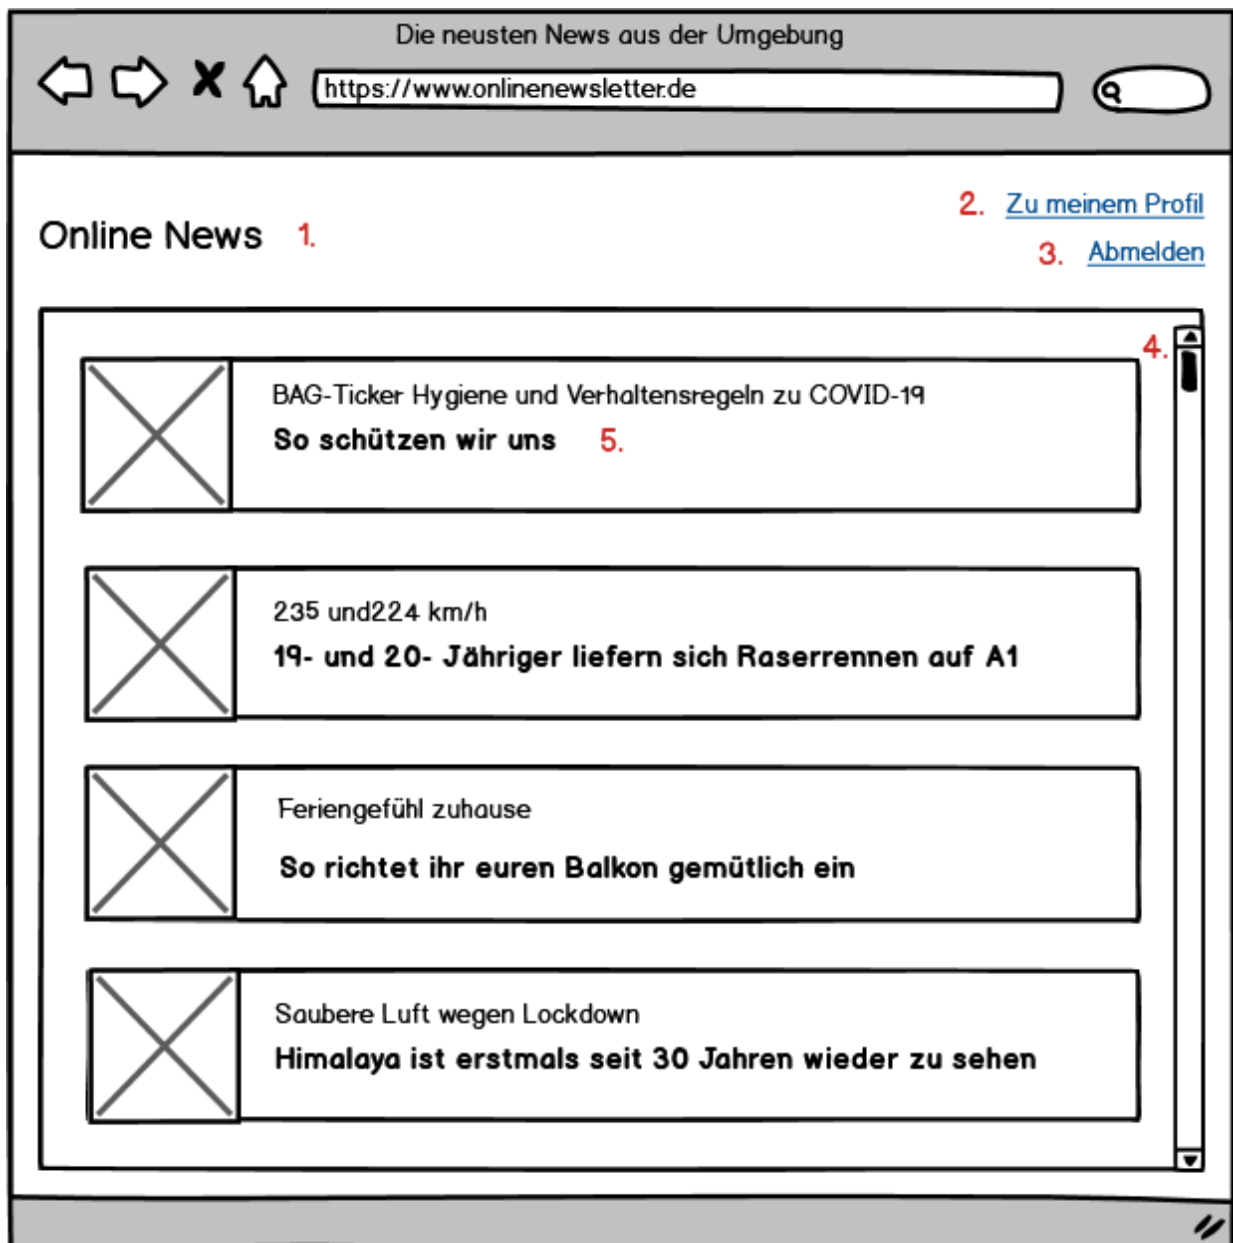 Die neusten News aus der Umgebung
https://www.onlinenewsletter.de
2. Zu meinem Profil
Online News 1.
3. Abmelden
4.
BAG-Ticker Hygiene und Verhaltensregeln zu COVID-19
So schützen wir uns 5.
235 und224 km/h
19- und 20- Jähriger liefern sich Raserrennen auf A1
Feriengefühl zuhause
So richtet ihr euren Balkon gemütlich ein
Saubere Luft wegen Lockdown
Himalaya ist erstmals seit 30 Jahren wieder zu sehen